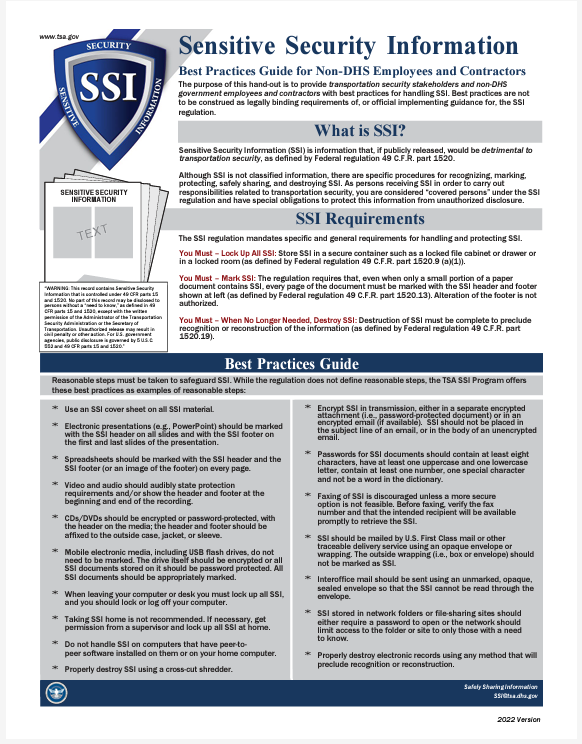 www.tsa.gov
SECURITY
SSI
SENSITIVE
INFORMATION
Sensitive Security Information
Best Practices Guide for Non-DHS Employees and Contractors
The purpose of this hand-out is to provide transportation security stakeholders and non-DHS
government employees and contractors with best practices for handling SSI. Best practices are not
to be construed as legally binding requirements of, or official implementing guidance for, the SSI
regulation.
What is SSI?
Sensitive Security Information (SSI) is information that, if publicly released, would be detrimental to
transportation security, as defined by Federal regulation 49 C.F.R. part 1520.
Although SSI is not classified information, there are specific procedures for recognizing, marking,
protecting, safely sharing, and destroying SSI. As persons receiving SSI in order to carry out
responsibilities related to transportation security, you are considered “covered persons” under the SSI
regulation and have special obligations to protect this information from unauthorized disclosure.
SENSITIVE SECURITY
INFORMATION
TEXT
"WARNING: This record contains Sensitive Security
Information that is controlled under 49 CFR parts 15
and 1520. No part of this record may be disclosed to
persons without a "need to know," as defined in 49
CFR parts 15 and 1520, except with the written
permission of the Administrator of the Transportation
Security Administration or the Secretary of
Transportation. Unauthorized release may result in
civil penalty or other action. For U.S. government
agencies, public disclosure is governed by 5 U.S.C.
552 and 49 CFR parts 15 and 1520."
SSI Requirements
The SSI regulation mandates specific and general requirements for handling and protecting SSI.
You Must – Lock Up All SSI: Store SSI in a secure container such as a locked file cabinet or drawer or
in a locked room (as defined by Federal regulation 49 C.F.R. part 1520.9 (a)(1)).
You Must – Mark SSI: The regulation requires that, even when only a small portion of a paper
document contains SSI, every page of the document must be marked with the SSI header and footer
shown at left (as defined by Federal regulation 49 C.F.R. part 1520.13). Alteration of the footer is not
authorized.
You Must – When No Longer Needed, Destroy SSI: Destruction of SSI must be complete to preclude
recognition or reconstruction of the information (as defined by Federal regulation 49 C.F.R. part
1520.19).
Best Practices Guide
Reasonable steps must be taken to safeguard SSI. While the regulation does not define reasonable steps, the TSA SSI Program offers
these best practices as examples of reasonable steps:
* Use an SSI cover sheet on all SSI material.
* Electronic presentations (e.g., PowerPoint) should be marked
with the SSI header on all slides and with the SSI footer on
the first and last slides of the presentation.
* Spreadsheets should be marked with the SSI header and the
SSI footer (or an image of the footer) on every page.
* Video and audio should audibly state protection
requirements and/or show the header and footer at the
beginning and end of the recording.
* CDs/DVDs should be encrypted or password-protected, with
the header on the media; the header and footer should be
affixed to the outside case, jacket, or sleeve.
* Mobile electronic media, including USB flash drives, do not
need to be marked. The drive itself should be encrypted or all
SSI documents stored on it should be password protected. All
SSI documents should be appropriately marked.
* When leaving your computer or desk you must lock up all SSI,
and you should lock or log off your computer.
* Taking SSI home is not recommended. If necessary, get
permission from a supervisor and lock up all SSI at home.
* Do not handle SSI on computers that have peer-to-
peer software installed on them or on your home computer.
* Properly destroy SSI using a cross-cut shredder.
* Encrypt SSI in transmission, either in a separate encrypted
attachment (i.e., password-protected document) or in an
encrypted email (if available). SSI should not be placed in
the subject line of an email, or in the body of an unencrypted
email.
* Passwords for SSI documents should contain at least eight
characters, have at least one uppercase and one lowercase
letter, contain at least one number, one special character
and not be a word in the dictionary.
* Faxing of SSI is discouraged unless a more secure
option is not feasible. Before faxing, verify the fax
number and that the intended recipient will be available
promptly to retrieve the SSI.
* SSI should be mailed by U.S. First Class mail or other
traceable delivery service using an opaque envelope or
wrapping. The outside wrapping (i.e., box or envelope) should
not be marked as SSI.
* Interoffice mail should be sent using an unmarked, opaque,
sealed envelope so that the SSI cannot be read through the
envelope.
* SSI stored in network folders or file-sharing sites should
either require a password to open or the network should
limit access to the folder or site to only those with a need
to know.
* Properly destroy electronic records using any method that will
preclude recognition or reconstruction.
Safely Sharing Information
SSI@tsa.dhs.gov
2022 Version